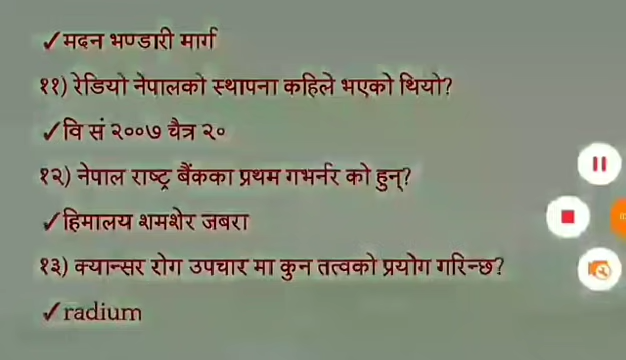 ✓मदन भण्डारी मार्ग
११) रेडियो नेपालको स्थापना कहिले भएको थियो?
✓वि सं २००७ चैत्र २०
१२) नेपाल राष्ट्र बैंकका प्रथम गभर्नर को हुन्?
✓हिमालय शमशेर जबरा
१३) क्यान्सर रोग उपचार मा कुन तत्वको प्रयोग गरिन्छ?
✓radium